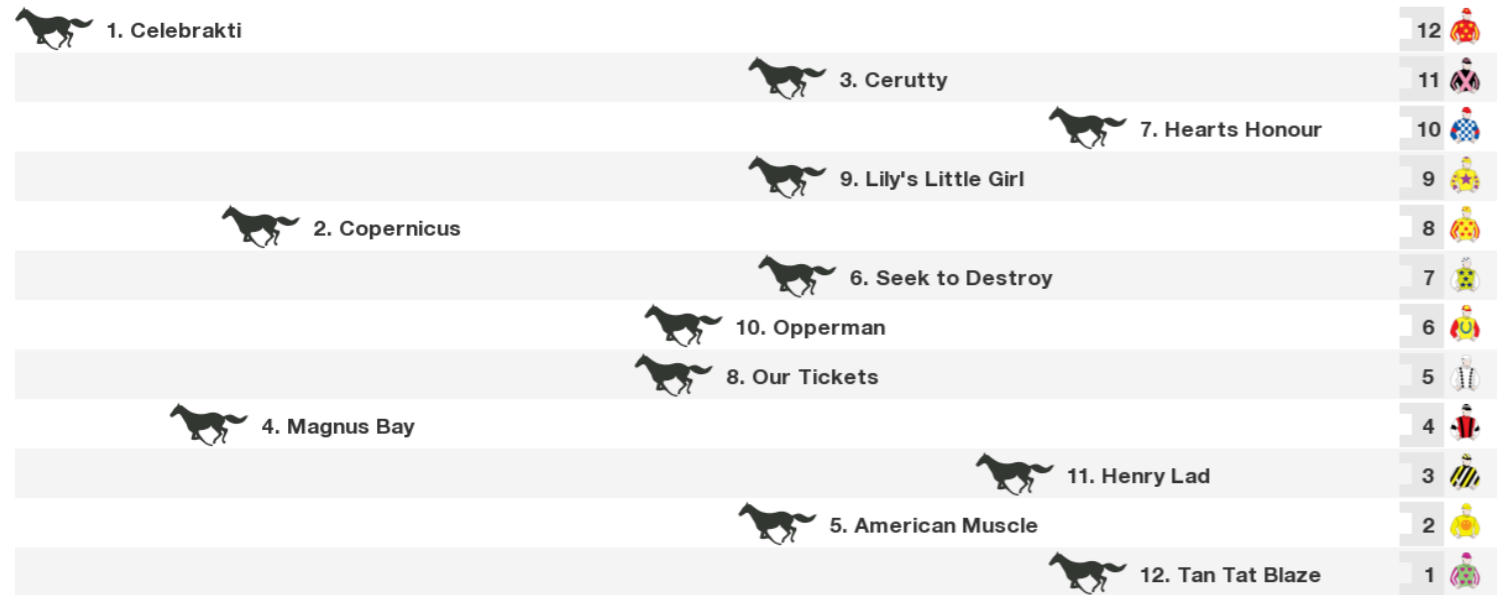 1. Celebrakti 12
3. Cerutty 11
7. Hearts Honour 10
9. Lily's Little Girl 9
2. Copernicus 8
6. Seek to Destroy 7
10. Opperman 6
8. Our Tickets 5
4. Magnus Bay 4
11. Henry Lad 3
5. American Muscle 2
12. Tan Tat Blaze 1